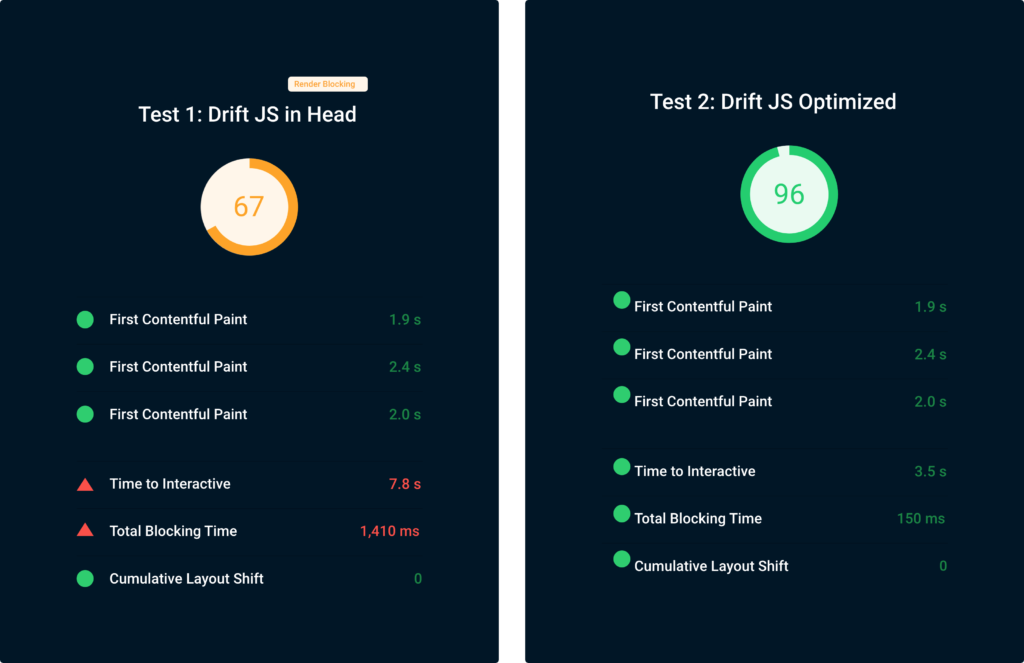 Render Blocking
Test 1: Drift JS in Head
67
First Contentful Paint 1.9 s
First Contentful Paint 2.4 s
First Contentful Paint 2.0 s
Time to Interactive 7.8 s
Total Blocking Time 1,410 ms
Cumulative Layout Shift 0
Test 2: Drift JS Optimized
96
First Contentful Paint 1.9 s
First Contentful Paint 2.4 s
First Contentful Paint 2.0 s
Time to Interactive 3.5 s
Total Blocking Time 150 ms
Cumulative Layout Shift 0